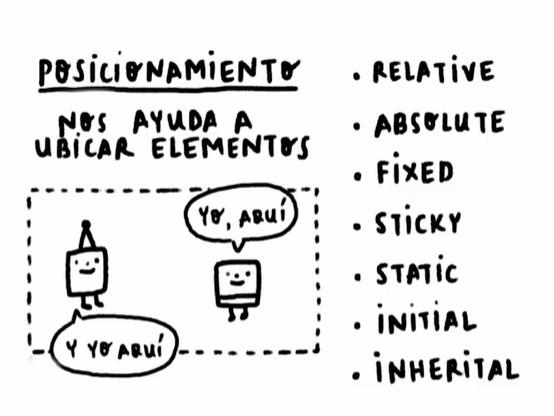 POSICIONAMIENTO
NOS AYUDA A
UBICAR ELEMENTOS
YO, AQUÍ
Y YO AQUÍ
• RELATIVE
• ABSOLUTE
• FIXED
• STICKY
• STATIC
• INITIAL
• INHERITAL